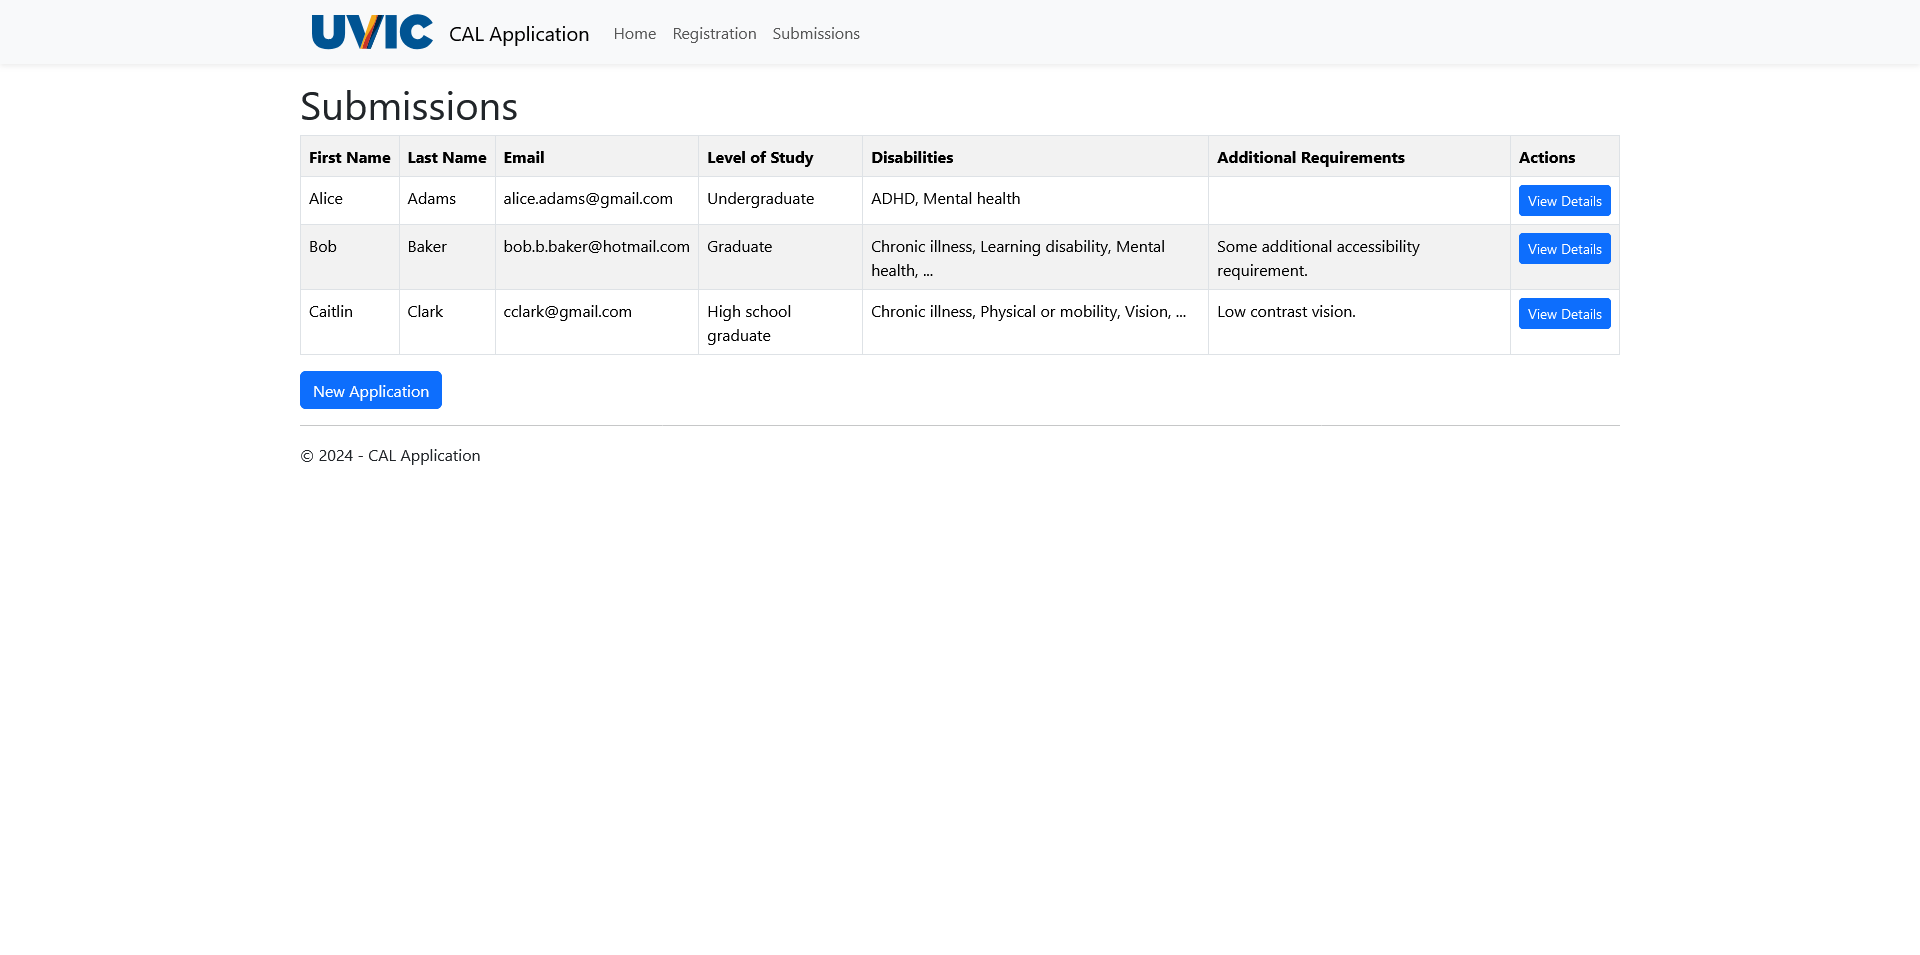 UVIC CAL Application Home Registration Submissions
Submissions
First Name Last Name Email Level of Study Disabilities Additional Requirements Actions
Alice Adams alice.adams@gmail.com Undergraduate ADHD, Mental health View Details
Bob Baker bob.b.baker@hotmail.com Graduate Chronic illness, Learning disability, Mental Some additional accessibility View Details
health, ... requirement.
Caitlin Clark cclark@gmail.com High school Chronic illness, Physical or mobility, Vision, ... Low contrast vision. View Details
graduate
New Application
© 2024 - CAL Application